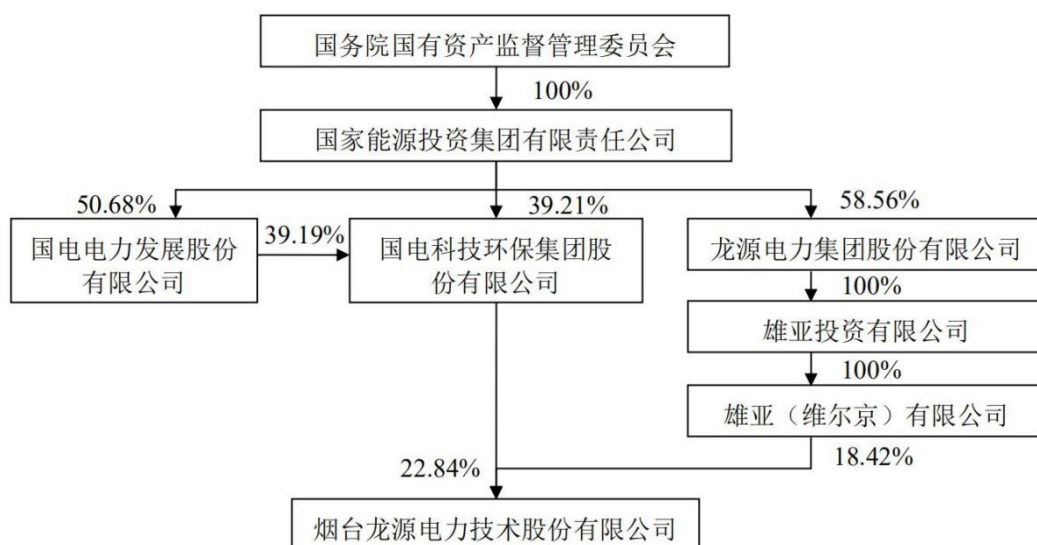 国务院国有资产监督管理委员会
100%
国家能源投资集团有限责任公司
50.68%
39.21%
58.56%
国电电力发展股份
有限公司
39.19%
国电科技环保集团股
份有限公司
龙源电力集团股份有限公司
100%
雄亚投资有限公司
100%
雄亚（维尔京）有限公司
22.84%
18.42%
烟台龙源电力技术股份有限公司